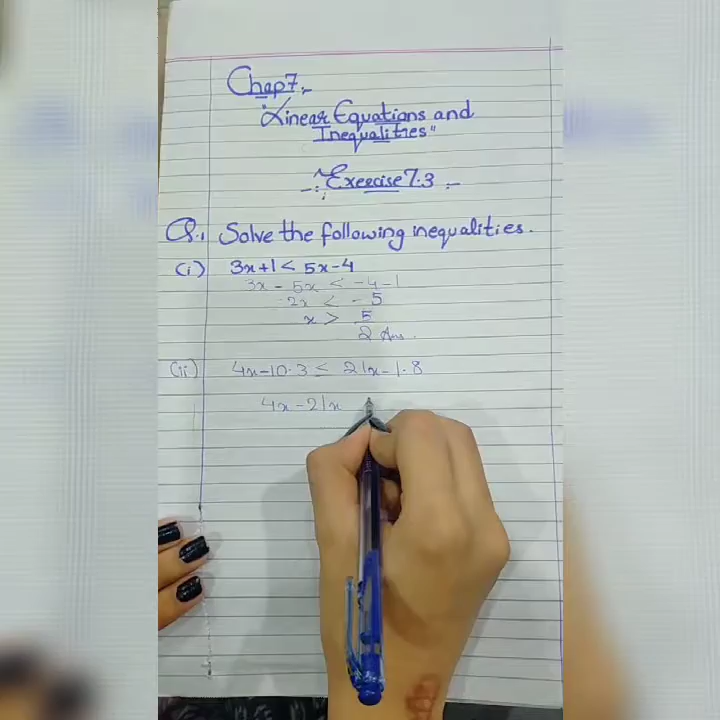 Chap 7:-
"Linear Equations and
Inequalities"
-: Exercise 7.3 :-
Q.1 Solve the following inequalities.
(i) 3x+1 < 5x-4
3x - 5x < -4-1
-2x < -5
x > 5
2 Ans.
(ii) 4x-10.3 ≤ 21x-1.8
4x-21x